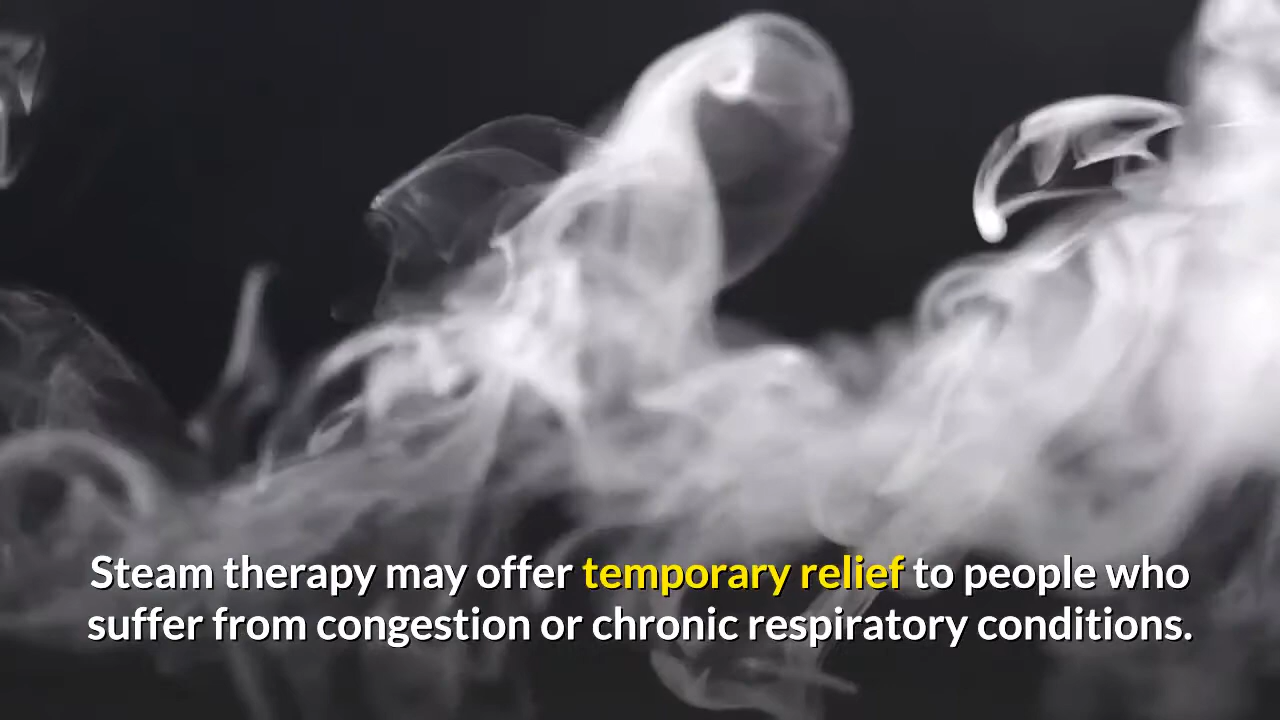 Steam therapy may offer temporary relief to people who
suffer from congestion or chronic respiratory conditions.